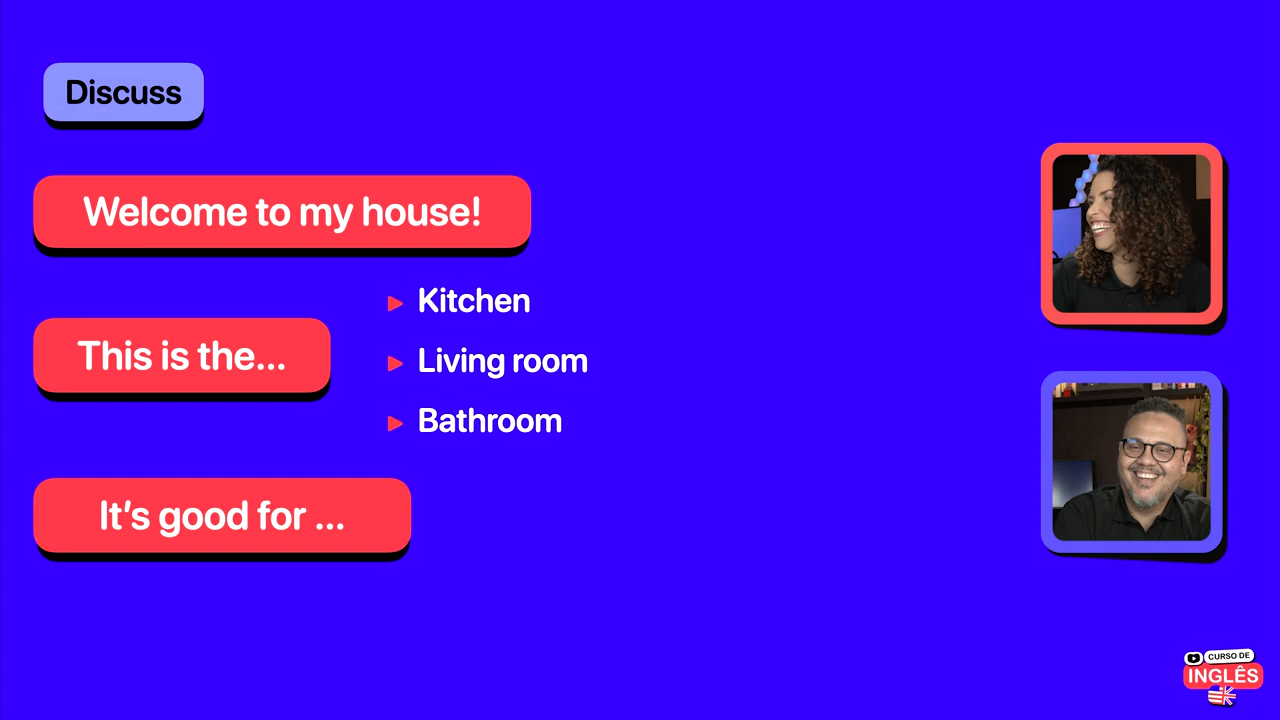 Discuss
Welcome to my house!
This is the...
Kitchen
Living room
Bathroom
It's good for ...
CURSO DE
INGLÊS